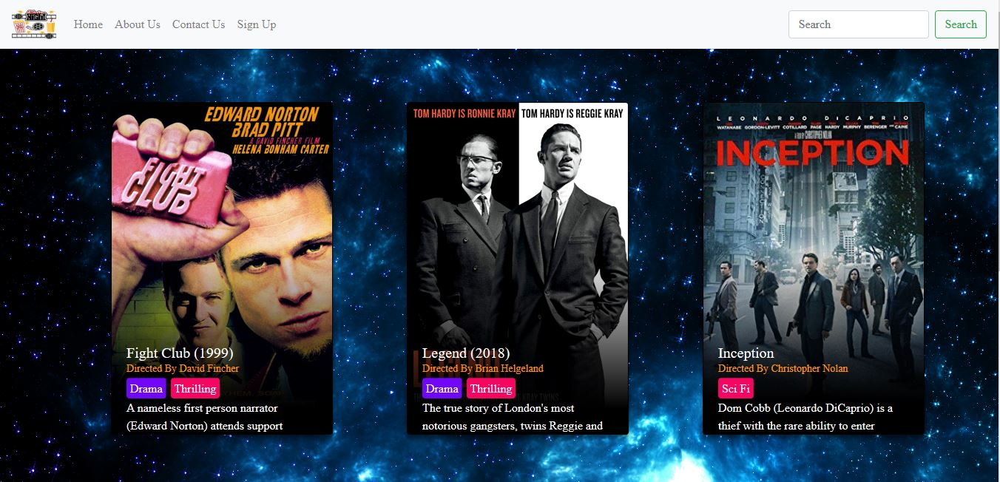 Home About Us Contact Us Sign Up Search Search
EDWARD NORTON
BRAD PITT
A DAVID FINCHER FILM
HELENA BONHAM CARTER
FIGHT
CLUB
Fight Club (1999)
Directed By David Fincher
Drama Thrilling
A nameless first person narrator
(Edward Norton) attends support
TOM HARDY IS RONNIE KRAY TOM HARDY IS REGGIE KRAY
Legend (2018)
Directed By Brian Helgeland
Drama Thrilling
The true story of London's most
notorious gangsters, twins Reggie and
LEONARDO DICAPRIO
WATANABE GORDON-LEVITT COTILLARD PAGE HARDY MURPHY BERENGER AND CAINE
CHRISTOPHER NOLAN
INCEPTION
Inception
Directed By Christopher Nolan
Sci Fi
Dom Cobb (Leonardo DiCaprio) is a
thief with the rare ability to enter